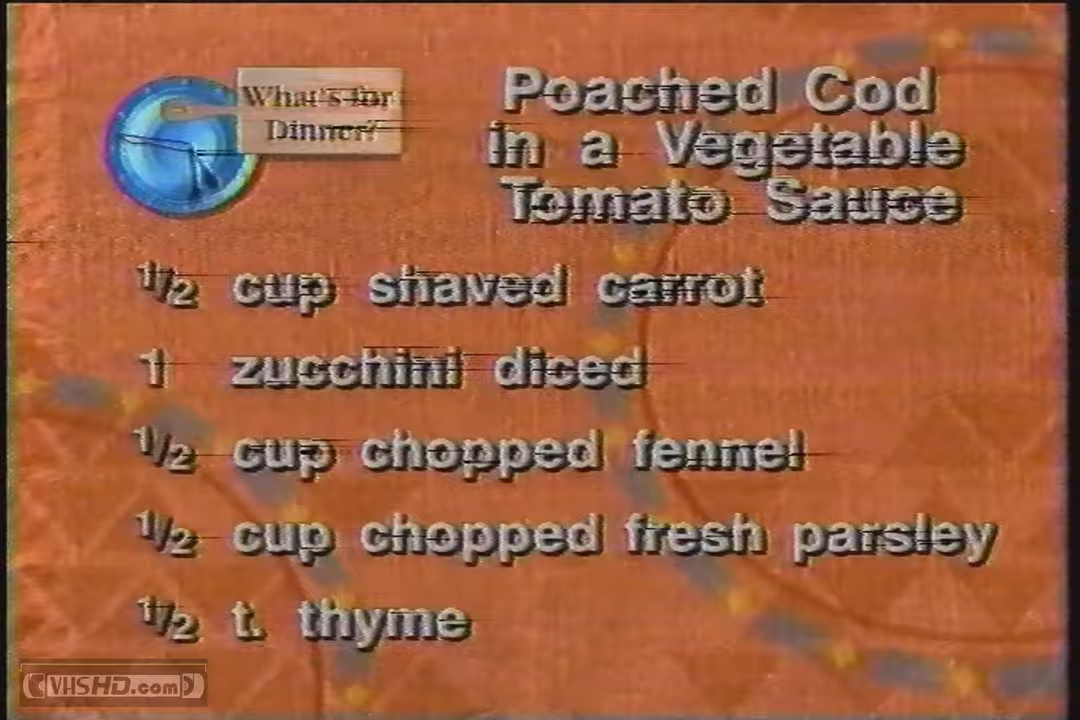 What's for
Dinner?
Poached Cod
in a Vegetable
Tomato Sauce
1/2 cup shaved carrot
1 zucchini diced
1/2 cup chopped fennel
1/2 cup chopped fresh parsley
1/2 t. thyme
VHSHD.com